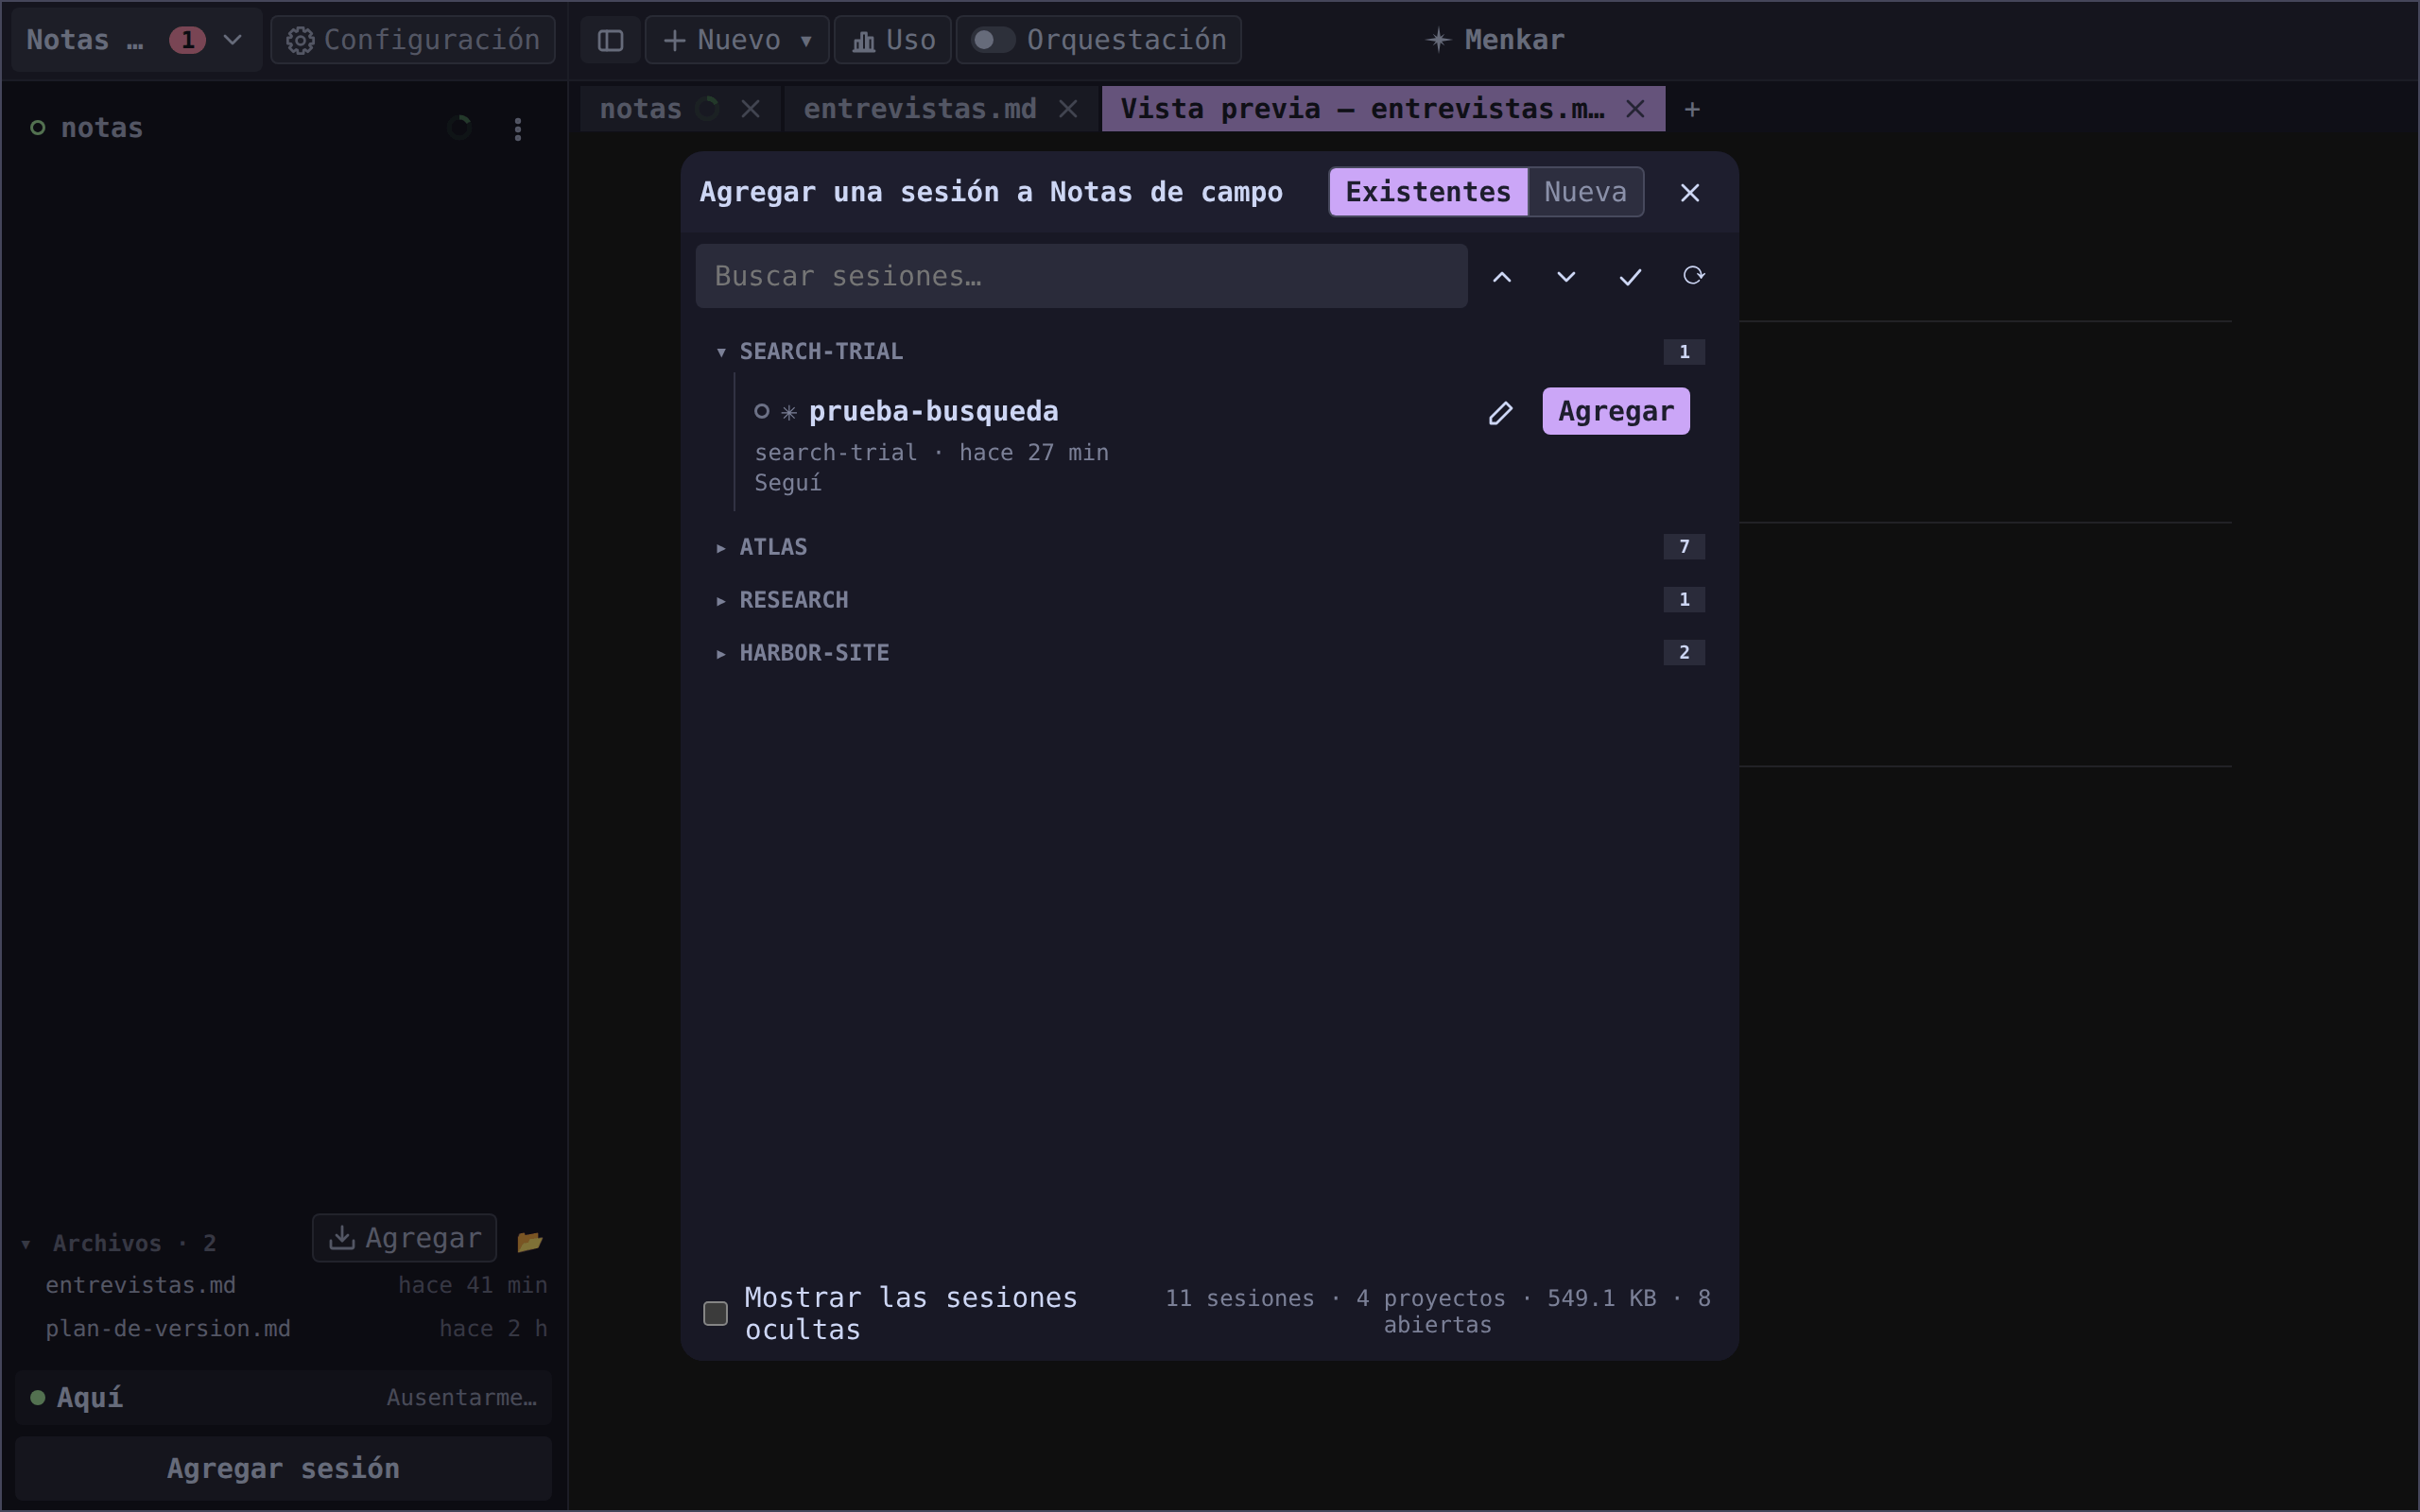 Notas … 1
Configuración
Nuevo
Uso
Orquestación
Menkar
notas
notas
entrevistas.md
Vista previa — entrevistas.m…
Agregar una sesión a Notas de campo
Existentes
Nueva
Buscar sesiones…
SEARCH-TRIAL 1
prueba-busqueda
Agregar
search-trial · hace 27 min
Seguí
ATLAS 7
RESEARCH 1
HARBOR-SITE 2
Mostrar las sesiones
ocultas
11 sesiones · 4 proyectos · 549.1 KB · 8
abiertas
Archivos · 2
Agregar
entrevistas.md hace 41 min
plan-de-version.md hace 2 h
Aquí Ausentarme…
Agregar sesión